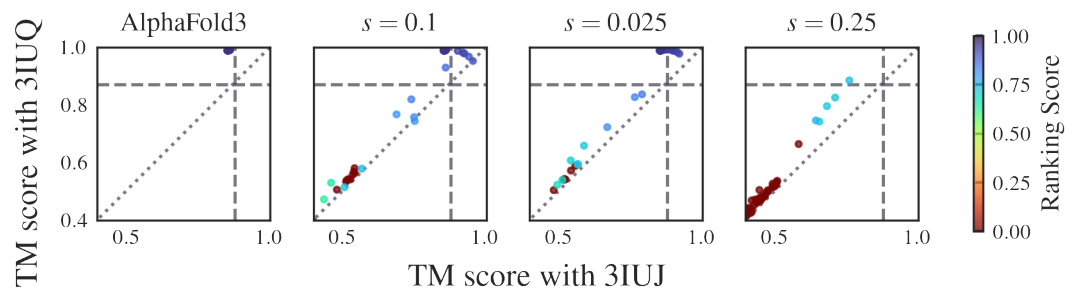 AlphaFold3
s = 0.1
s = 0.025
s = 0.25
TM score with 3IUQ
1.0
0.8
0.6
0.4
0.5
1.0
0.5
1.0
0.5
1.0
0.5
1.0
TM score with 3IUJ
1.00
0.75
0.50
0.25
0.00
Ranking Score